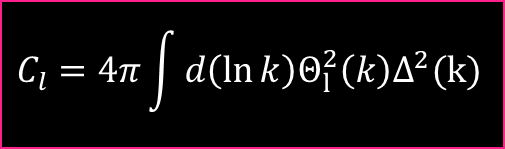 C_l = 4π ∫ d(ln k)Θ_l^2(k)Δ^2(k)